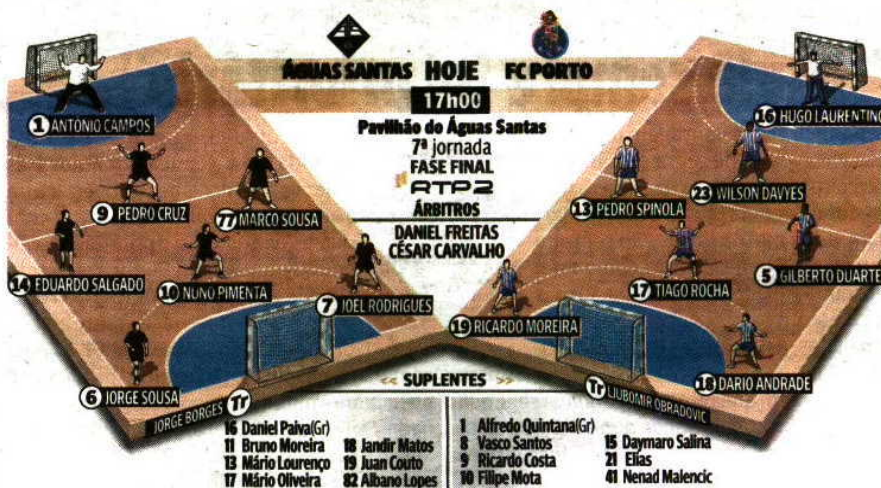 ÁGUAS SANTAS HOJE FC PORTO
17h00
Pavilhão do Águas Santas
7ª jornada
FASE FINAL
RTP2
ÁRBITROS
DANIEL FREITAS
CÉSAR CARVALHO
1 ANTÓNIO CAMPOS
9 PEDRO CRUZ
77 MARCO SOUSA
14 EDUARDO SALGADO
10 NUNO PIMENTA
7 JOEL RODRIGUES
6 JORGE SOUSA
JORGE BORGES Tr
16 HUGO LAURENTINO
23 WILSON DAVYES
13 PEDRO SPINOLA
5 GILBERTO DUARTE
17 TIAGO ROCHA
19 RICARDO MOREIRA
18 DARIO ANDRADE
Tr LJUBOMIR OBRADOVIC
<< SUPLENTES >>
16 Daniel Paiva(Gr)
11 Bruno Moreira
13 Mário Lourenço
17 Mário Oliveira
18 Jandir Matos
19 Juan Couto
82 Albano Lopes
1 Alfredo Quintana(Gr)
8 Vasco Santos
9 Ricardo Costa
10 Filipe Mota
15 Daymaro Salina
21 Elias
41 Nenad Malencic